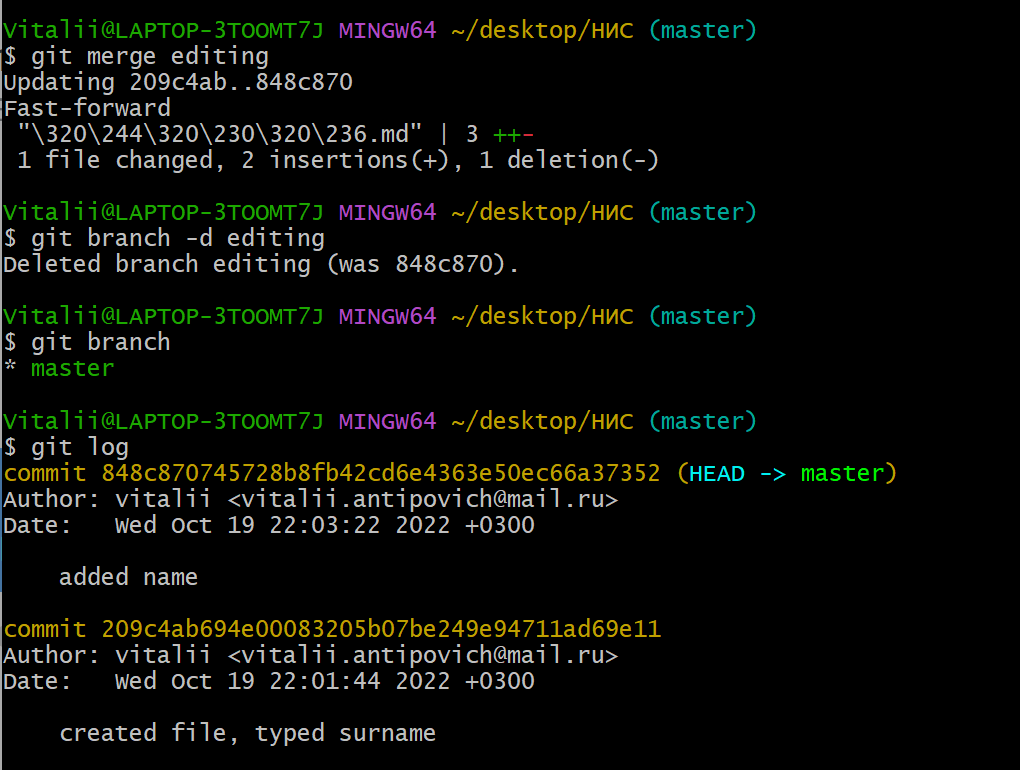 Vitalii@LAPTOP-3TOOMT7J MINGW64 ~/desktop/НИС (master)
$ git merge editing
Updating 209c4ab..848c870
Fast-forward
 "\320\244\320\230\320\236.md" | 3 ++-
 1 file changed, 2 insertions(+), 1 deletion(-)

Vitalii@LAPTOP-3TOOMT7J MINGW64 ~/desktop/НИС (master)
$ git branch -d editing
Deleted branch editing (was 848c870).

Vitalii@LAPTOP-3TOOMT7J MINGW64 ~/desktop/НИС (master)
$ git branch
* master

Vitalii@LAPTOP-3TOOMT7J MINGW64 ~/desktop/НИС (master)
$ git log
commit 848c870745728b8fb42cd6e4363e50ec66a37352 (HEAD -> master)
Author: vitalii <vitalii.antipovich@mail.ru>
Date:   Wed Oct 19 22:03:22 2022 +0300

    added name

commit 209c4ab694e00083205b07be249e94711ad69e11
Author: vitalii <vitalii.antipovich@mail.ru>
Date:   Wed Oct 19 22:01:44 2022 +0300

    created file, typed surname